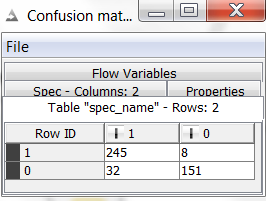 Confusion mat...
File
Flow Variables
Spec - Columns: 2 Properties
Table "spec_name" - Rows: 2
Row ID 1 0
1 245 8
0 32 151